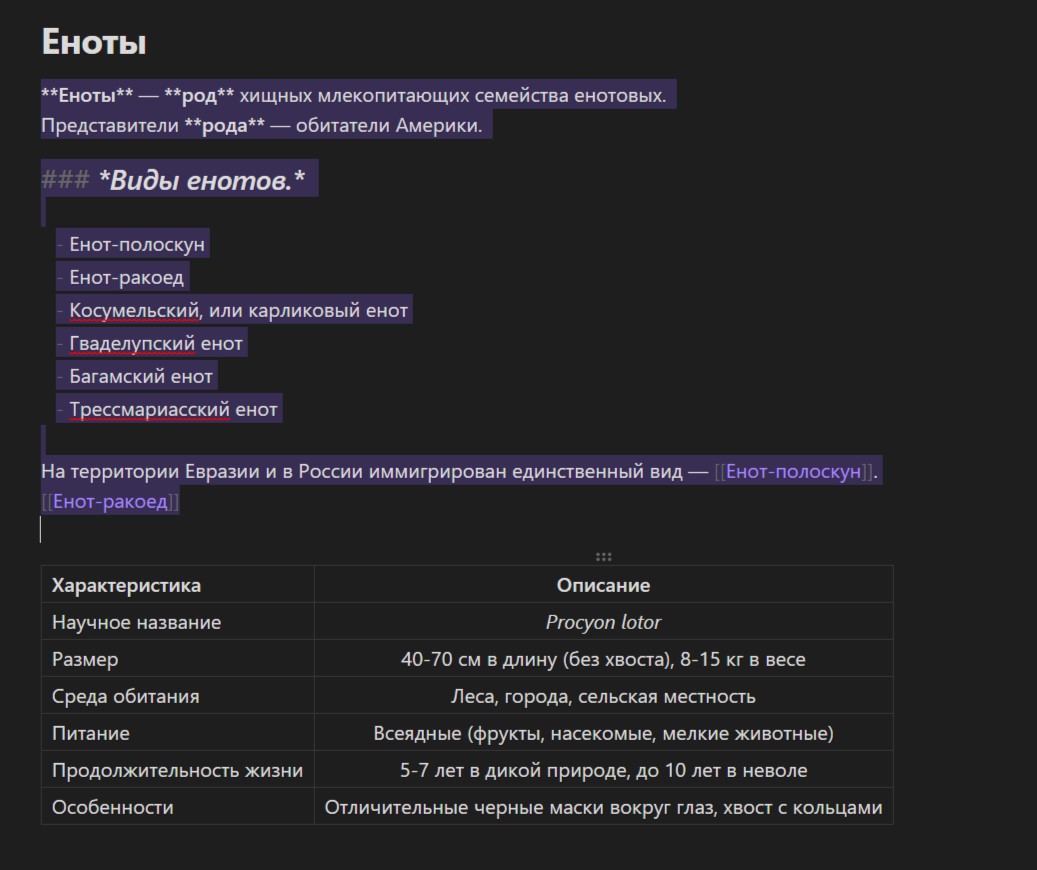 Еноты
**Еноты** — **род** хищных млекопитающих семейства енотовых.
Представители **рода** — обитатели Америки.
### *Виды енотов.*
- Енот-полоскун
- Енот-ракоед
- Косумельский, или карликовый енот
- Гваделупский енот
- Багамский енот
- Трессмариасский енот
На территории Евразии и в России иммигрирован единственный вид — [[Енот-полоскун]].
[[Енот-ракоед]]
Характеристика Описание
Научное название Procyon lotor
Размер 40-70 см в длину (без хвоста), 8-15 кг в весе
Среда обитания Леса, города, сельская местность
Питание Всеядные (фрукты, насекомые, мелкие животные)
Продолжительность жизни 5-7 лет в дикой природе, до 10 лет в неволе
Особенности Отличительные черные маски вокруг глаз, хвост с кольцами